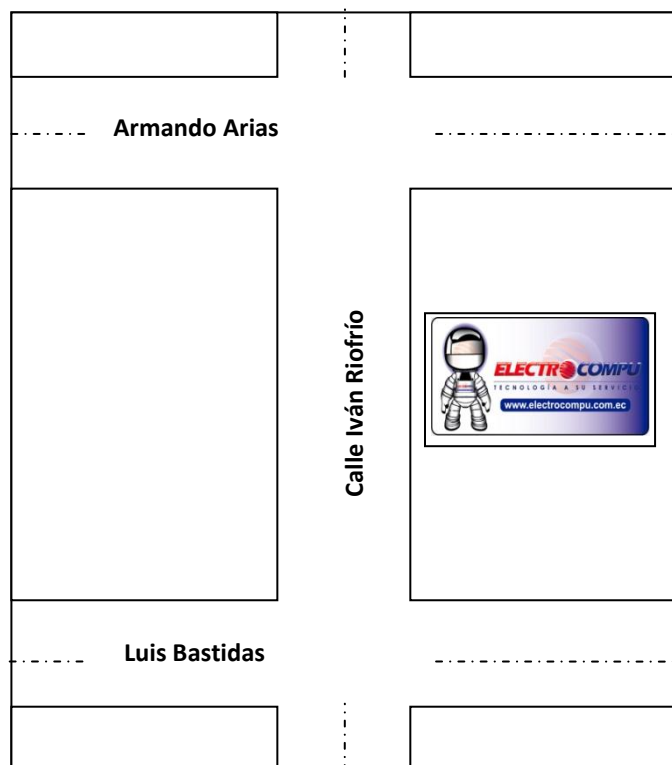 Armando Arias
Calle Iván Riofrío
ELECTROCOMPU
TECNOLOGÍA A SU SERVICIO
www.electrocompu.com.ec
Luis Bastidas